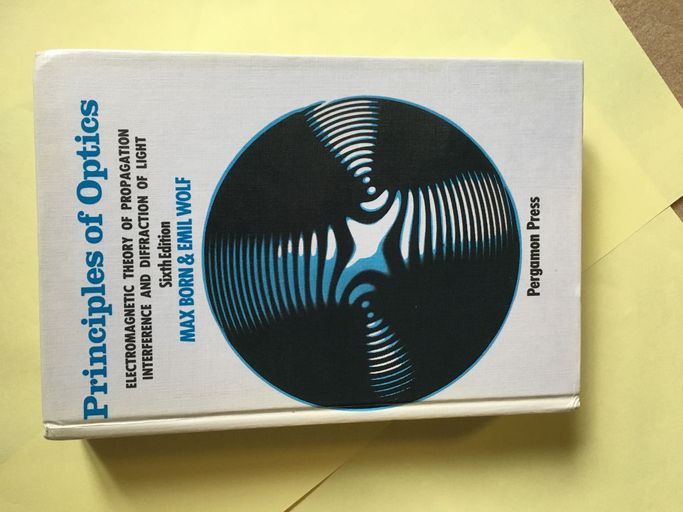 Principles of Optics
ELECTROMAGNETIC THEORY OF PROPAGATION
INTERFERENCE AND DIFFRACTION OF LIGHT
Sixth Edition
MAX BORN & EMIL WOLF
Pergamon Press